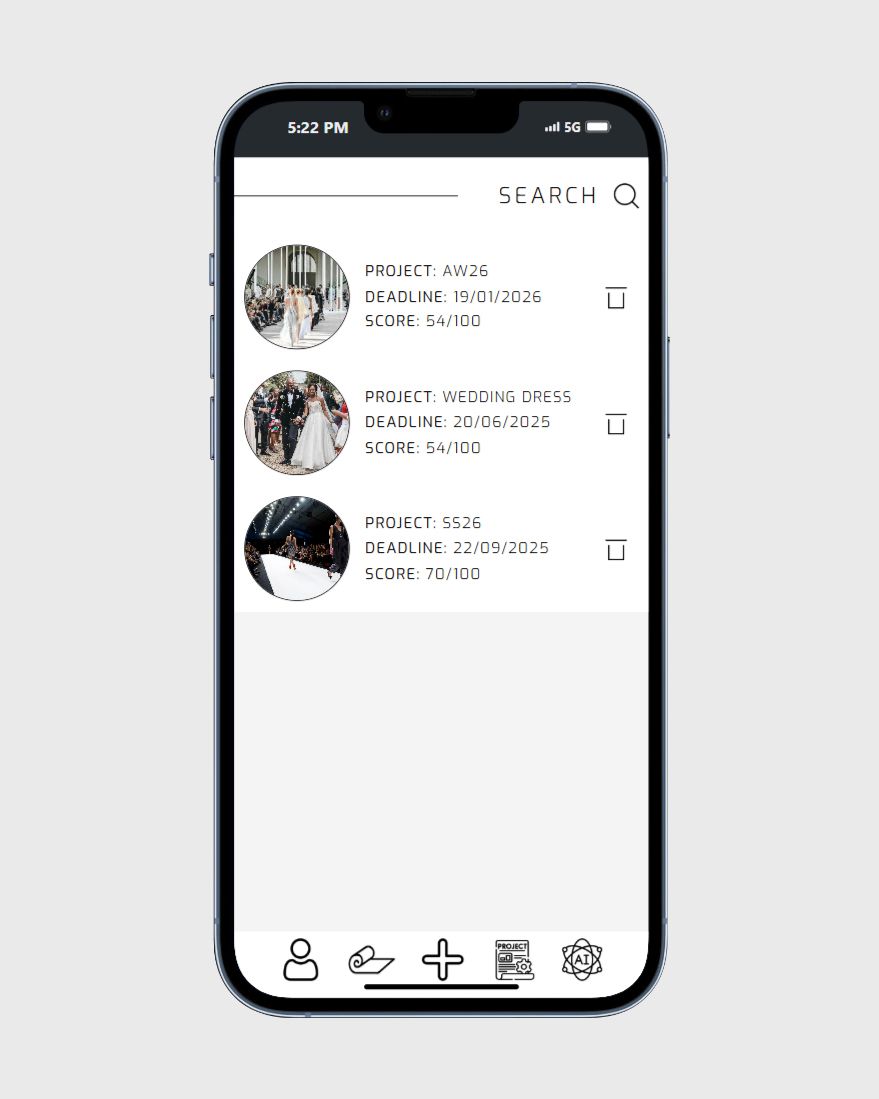 5:22 PM
5G
SEARCH
PROJECT: AW26
DEADLINE: 19/01/2026
SCORE: 54/100
PROJECT: WEDDING DRESS
DEADLINE: 20/06/2025
SCORE: 54/100
PROJECT: SS26
DEADLINE: 22/09/2025
SCORE: 70/100
PROJECT
AI